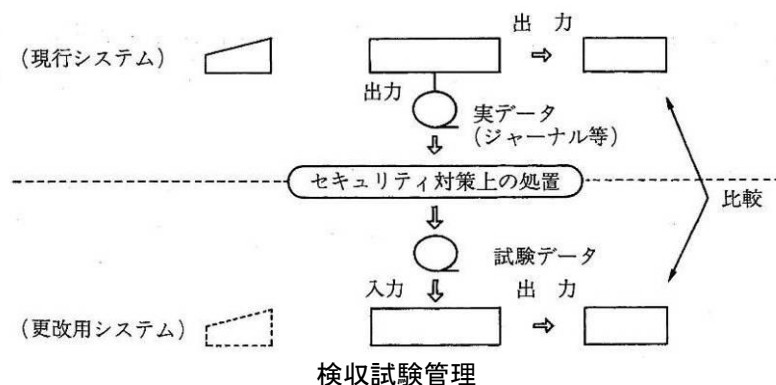 出 力
(現行システム)
出力
実データ
(ジャーナル等)
セキュリティ対策上の処置
比較
試験データ
入力
出 力
(更改用システム)
検収試験管理